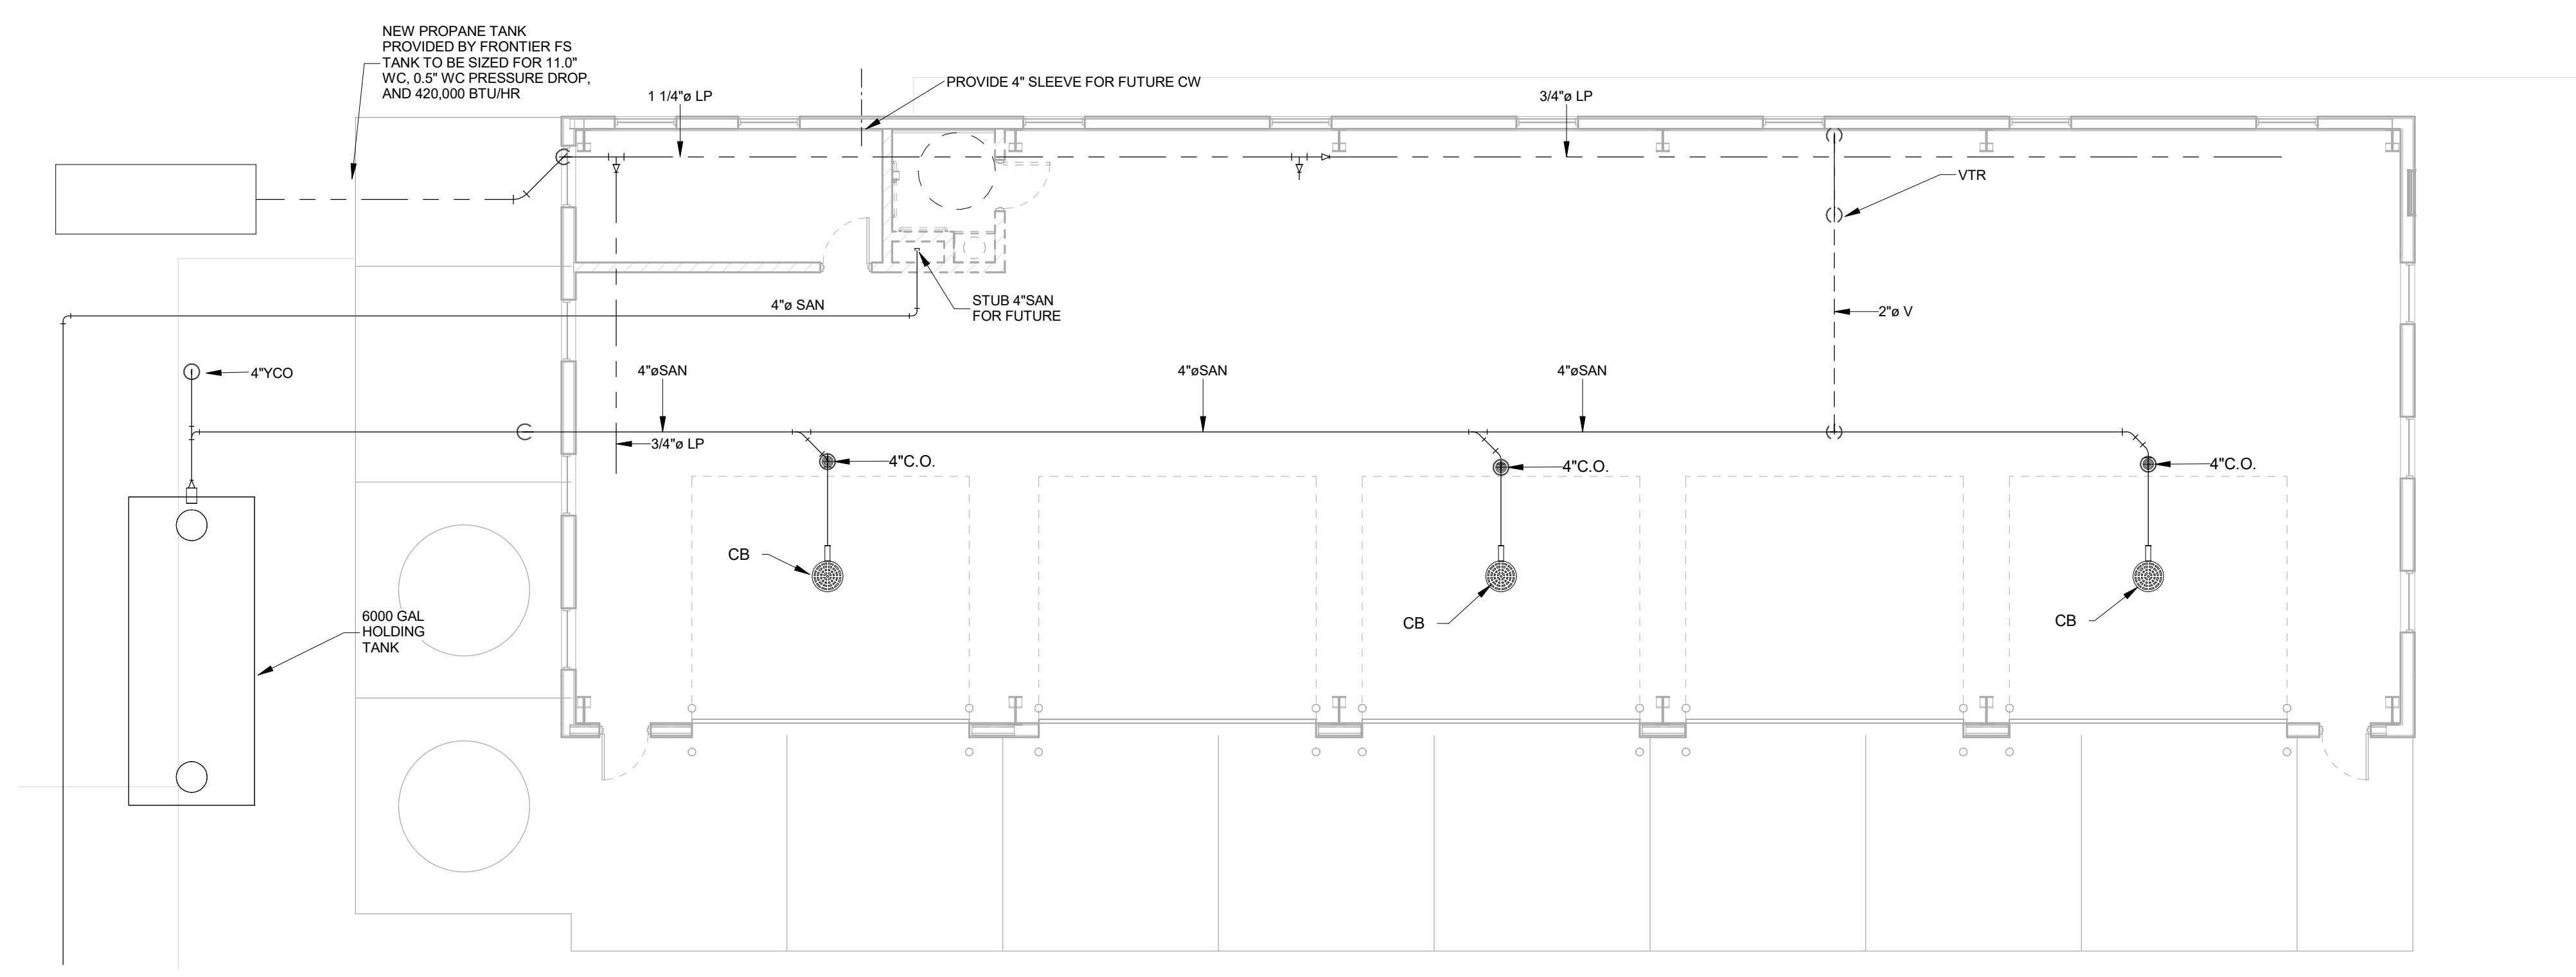 NEW PROPANE TANK
PROVIDED BY FRONTIER FS
TANK TO BE SIZED FOR 11.0"
WC, 0.5" WC PRESSURE DROP,
AND 420,000 BTU/HR
1 1/4"ø LP
PROVIDE 4" SLEEVE FOR FUTURE CW
3/4"ø LP
VTR
4"ø SAN
STUB 4"SAN
FOR FUTURE
2"ø V
4"YCO
4"øSAN
4"øSAN
4"øSAN
3/4"ø LP
4"C.O.
4"C.O.
4"C.O.
CB
CB
CB
6000 GAL
HOLDING
TANK